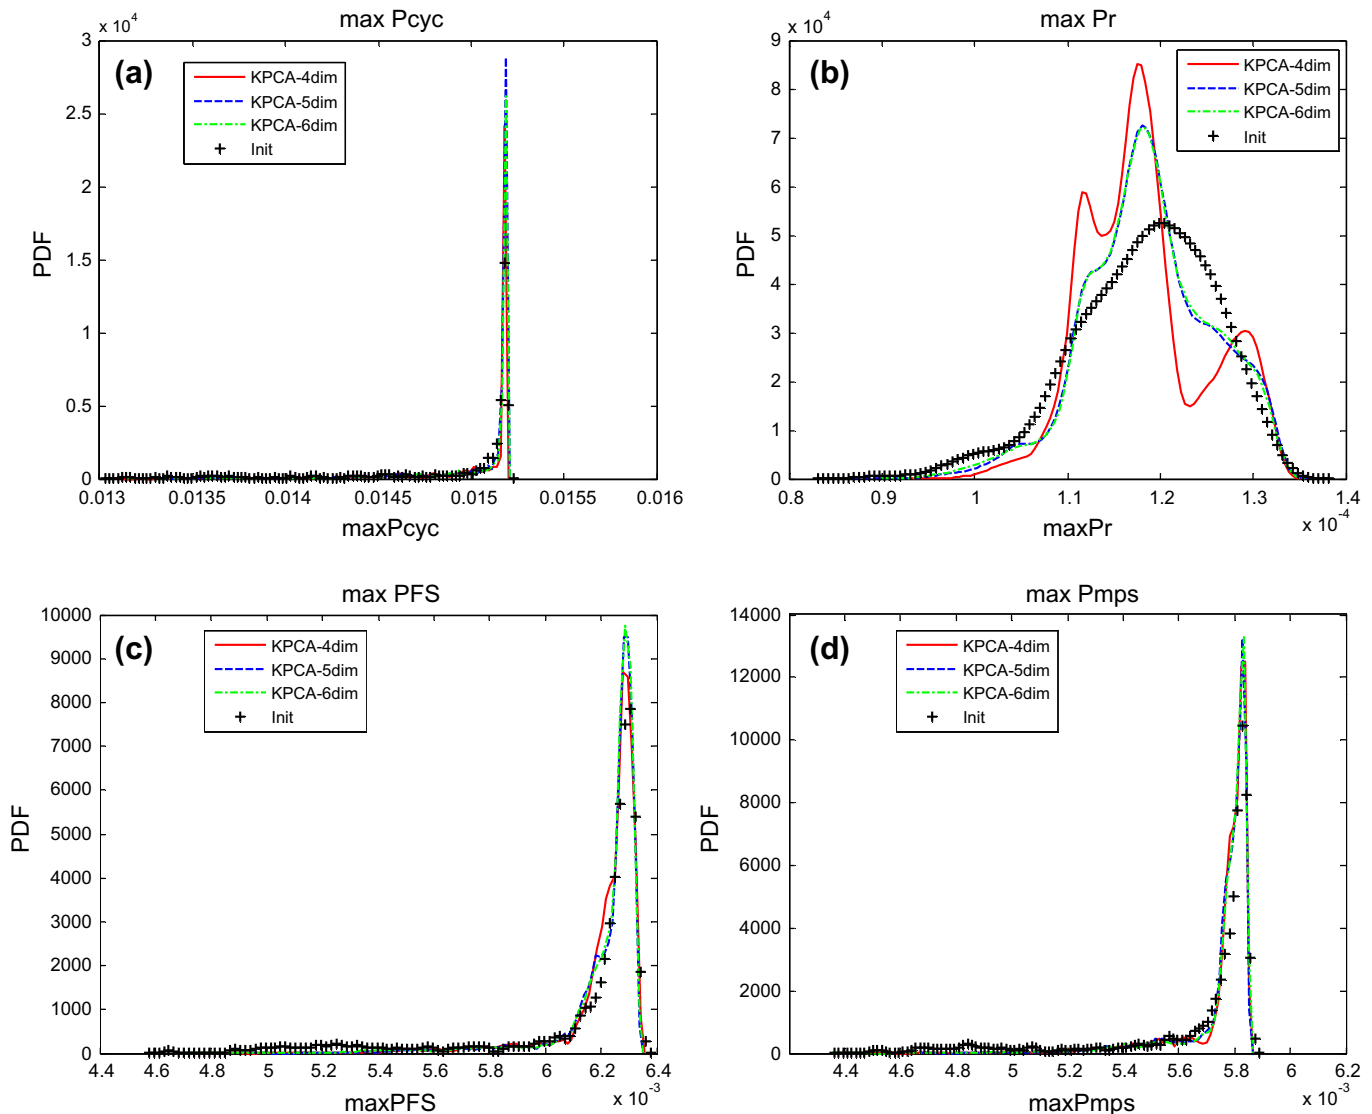 max Pcyc
x 10^4
(a)
KPCA-4dim
KPCA-5dim
KPCA-6dim
Init
3
2.5
2
1.5
1
0.5
0
PDF
0.013 0.0135 0.014 0.0145 0.015 0.0155 0.016
maxPcyc
max Pr
x 10^4
(b)
KPCA-4dim
KPCA-5dim
KPCA-6dim
Init
9
8
7
6
5
4
3
2
1
0
PDF
0.8 0.9 1 1.1 1.2 1.3 1.4
x 10^-4
maxPr
max PFS
(c)
KPCA-4dim
KPCA-5dim
KPCA-6dim
Init
10000
9000
8000
7000
6000
5000
4000
3000
2000
1000
0
PDF
4.4 4.6 4.8 5 5.2 5.4 5.6 5.8 6 6.2 6.4
x 10^-3
maxPFS
max Pmps
(d)
KPCA-4dim
KPCA-5dim
KPCA-6dim
Init
14000
12000
10000
8000
6000
4000
2000
0
PDF
4.4 4.6 4.8 5 5.2 5.4 5.6 5.8 6 6.2
x 10^-3
maxPmps